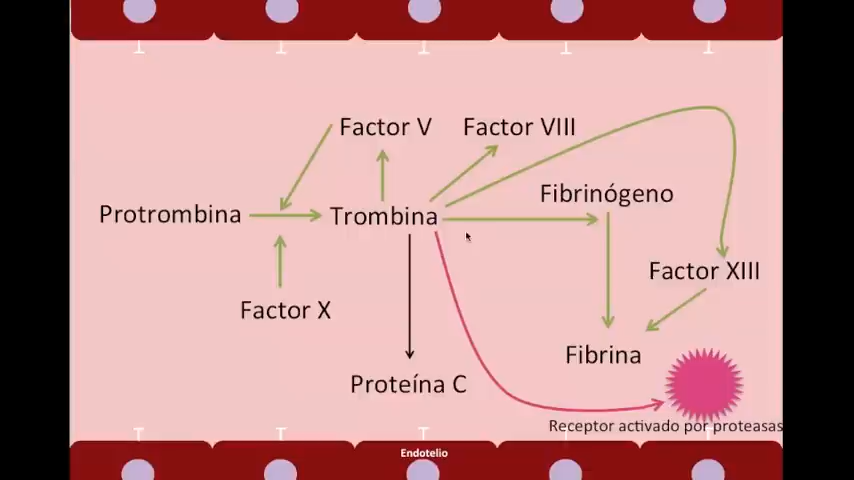 Factor V
Factor VIII
Fibrinógeno
Protrombina
Trombina
Factor XIII
Factor X
Fibrina
Proteína C
Receptor activado por proteasas
Endotelio